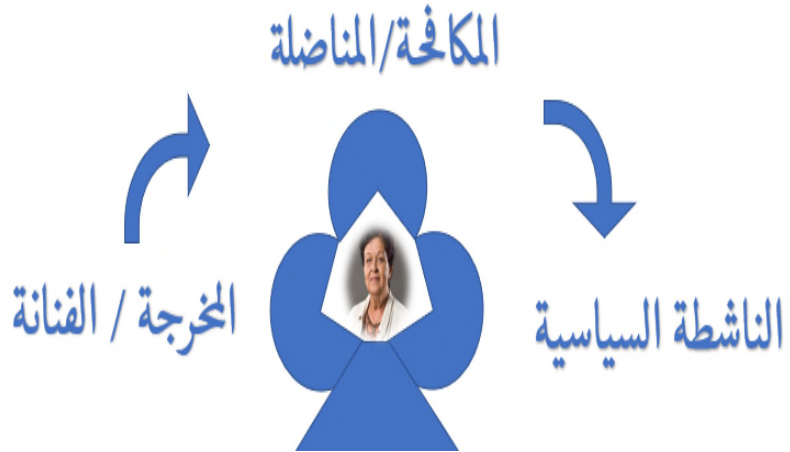 المكافحة/المناضلة
المخرجة / الفنانة
الناشطة السياسية